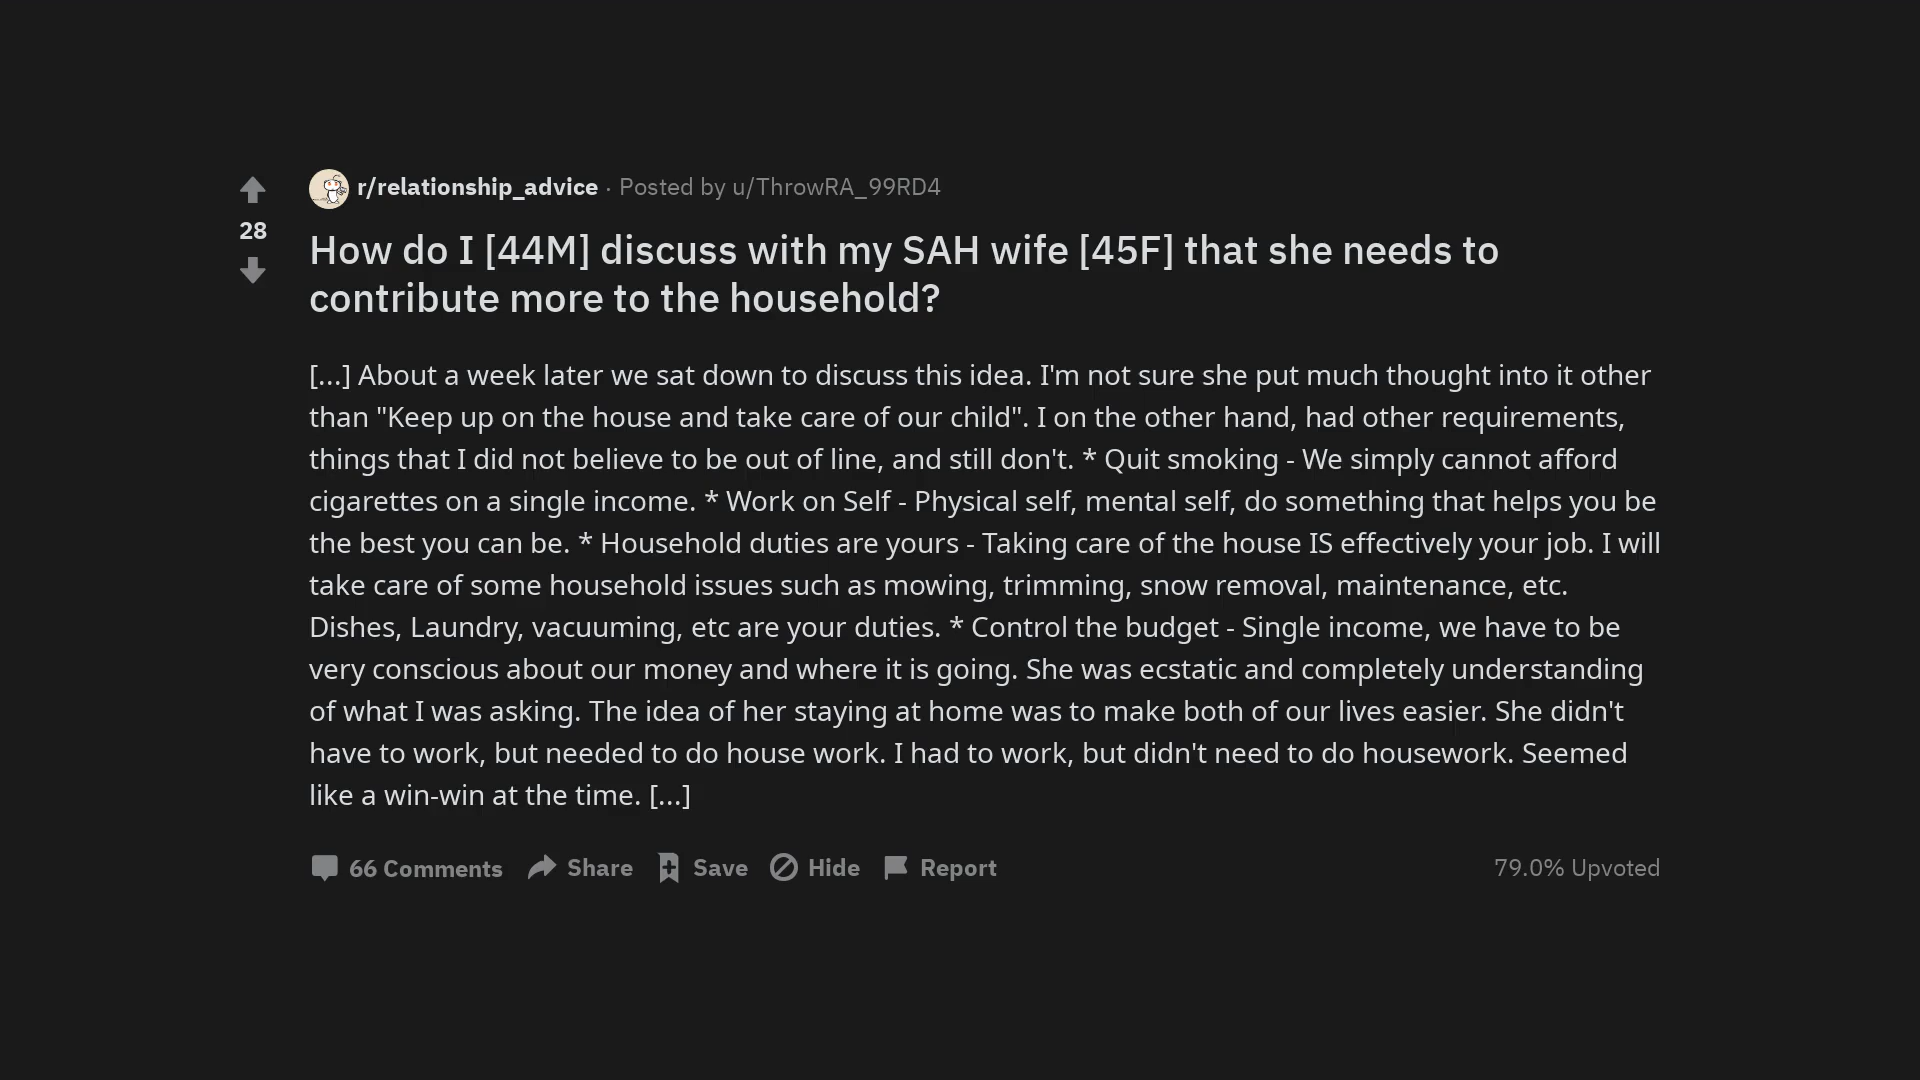 r/relationship_advice · Posted by u/ThrowRA_99RD4
28
How do I [44M] discuss with my SAH wife [45F] that she needs to
contribute more to the household?
[...] About a week later we sat down to discuss this idea. I'm not sure she put much thought into it other
than "Keep up on the house and take care of our child". I on the other hand, had other requirements,
things that I did not believe to be out of line, and still don't. * Quit smoking - We simply cannot afford
cigarettes on a single income. * Work on Self - Physical self, mental self, do something that helps you be
the best you can be. * Household duties are yours - Taking care of the house IS effectively your job. I will
take care of some household issues such as mowing, trimming, snow removal, maintenance, etc.
Dishes, Laundry, vacuuming, etc are your duties. * Control the budget - Single income, we have to be
very conscious about our money and where it is going. She was ecstatic and completely understanding
of what I was asking. The idea of her staying at home was to make both of our lives easier. She didn't
have to work, but needed to do house work. I had to work, but didn't need to do housework. Seemed
like a win-win at the time. [...]
66 Comments Share Save Hide Report 79.0% Upvoted